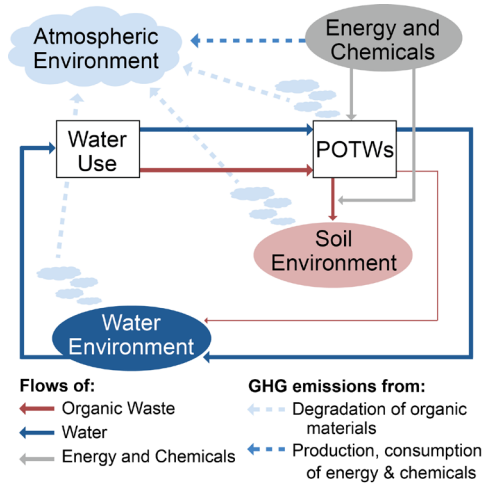 Atmospheric
Environment
Energy and
Chemicals
Water
Use
POTWs
Soil
Environment
Water
Environment
Flows of:
Organic Waste
Water
Energy and Chemicals
GHG emissions from:
Degradation of organic
materials
Production, consumption
of energy & chemicals